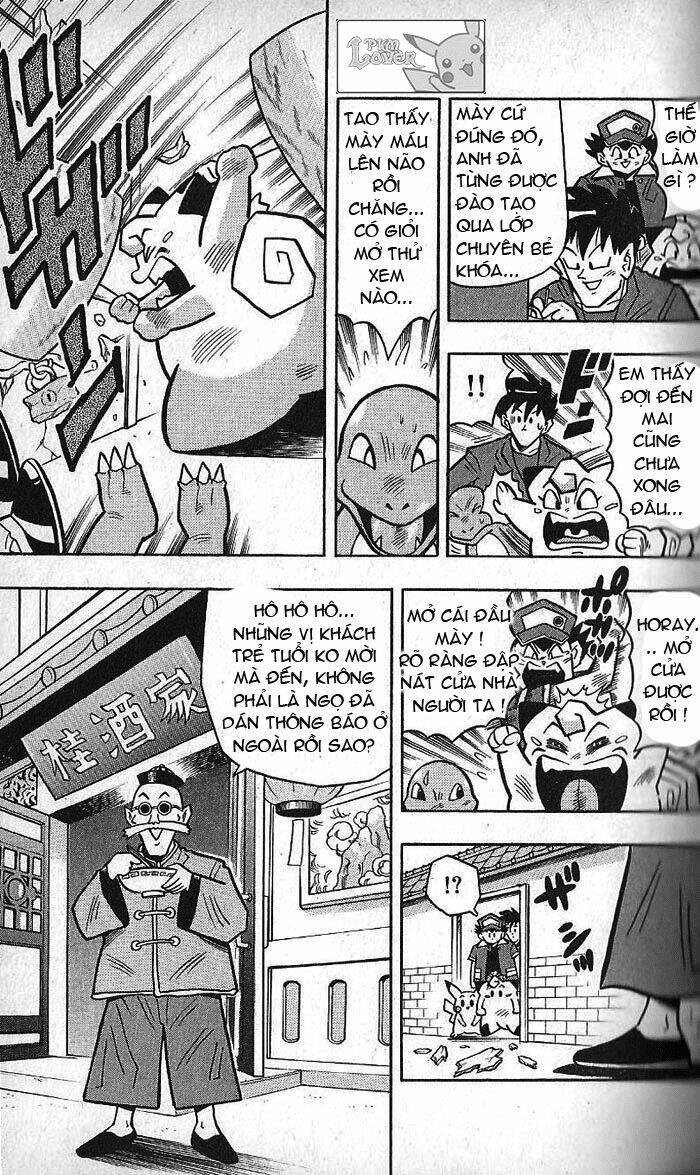 PKM
LOVER
THẾ
GIỜ
LÀM
GÌ ?
MÀY CỨ
ĐỨNG ĐÓ,
ANH ĐÃ
TỪNG ĐƯỢC
ĐÀO TẠO
QUA LỚP
CHUYÊN BẺ
KHÓA...
TAO THẤY
MÀY MÁU
LÊN NÃO
RỒI
CHĂNG...
CÓ GIỎI
MỞ THỬ
XEM
NÀO...
EM THẤY
ĐỢI ĐẾN
MAI
CŨNG
CHƯA
XONG
ĐÂU...
!!
HORAY.
.. MỞ
CỬA
ĐƯỢC
RỒI !
MỞ CÁI ĐẦU
MÀY !
RÕ RÀNG ĐẬP
NÁT CỬA NHÀ
NGƯỜI TA !
!?
HÔ HÔ HÔ...
NHŨNG VỊ KHÁCH
TRẺ TUỔI KO MỜI
MÀ ĐẾN, KHÔNG
PHẢI LÀ NGỌ ĐÃ
DÁN THÔNG BÁO Ở
NGOÀI RỒI SAO?
桂酒家